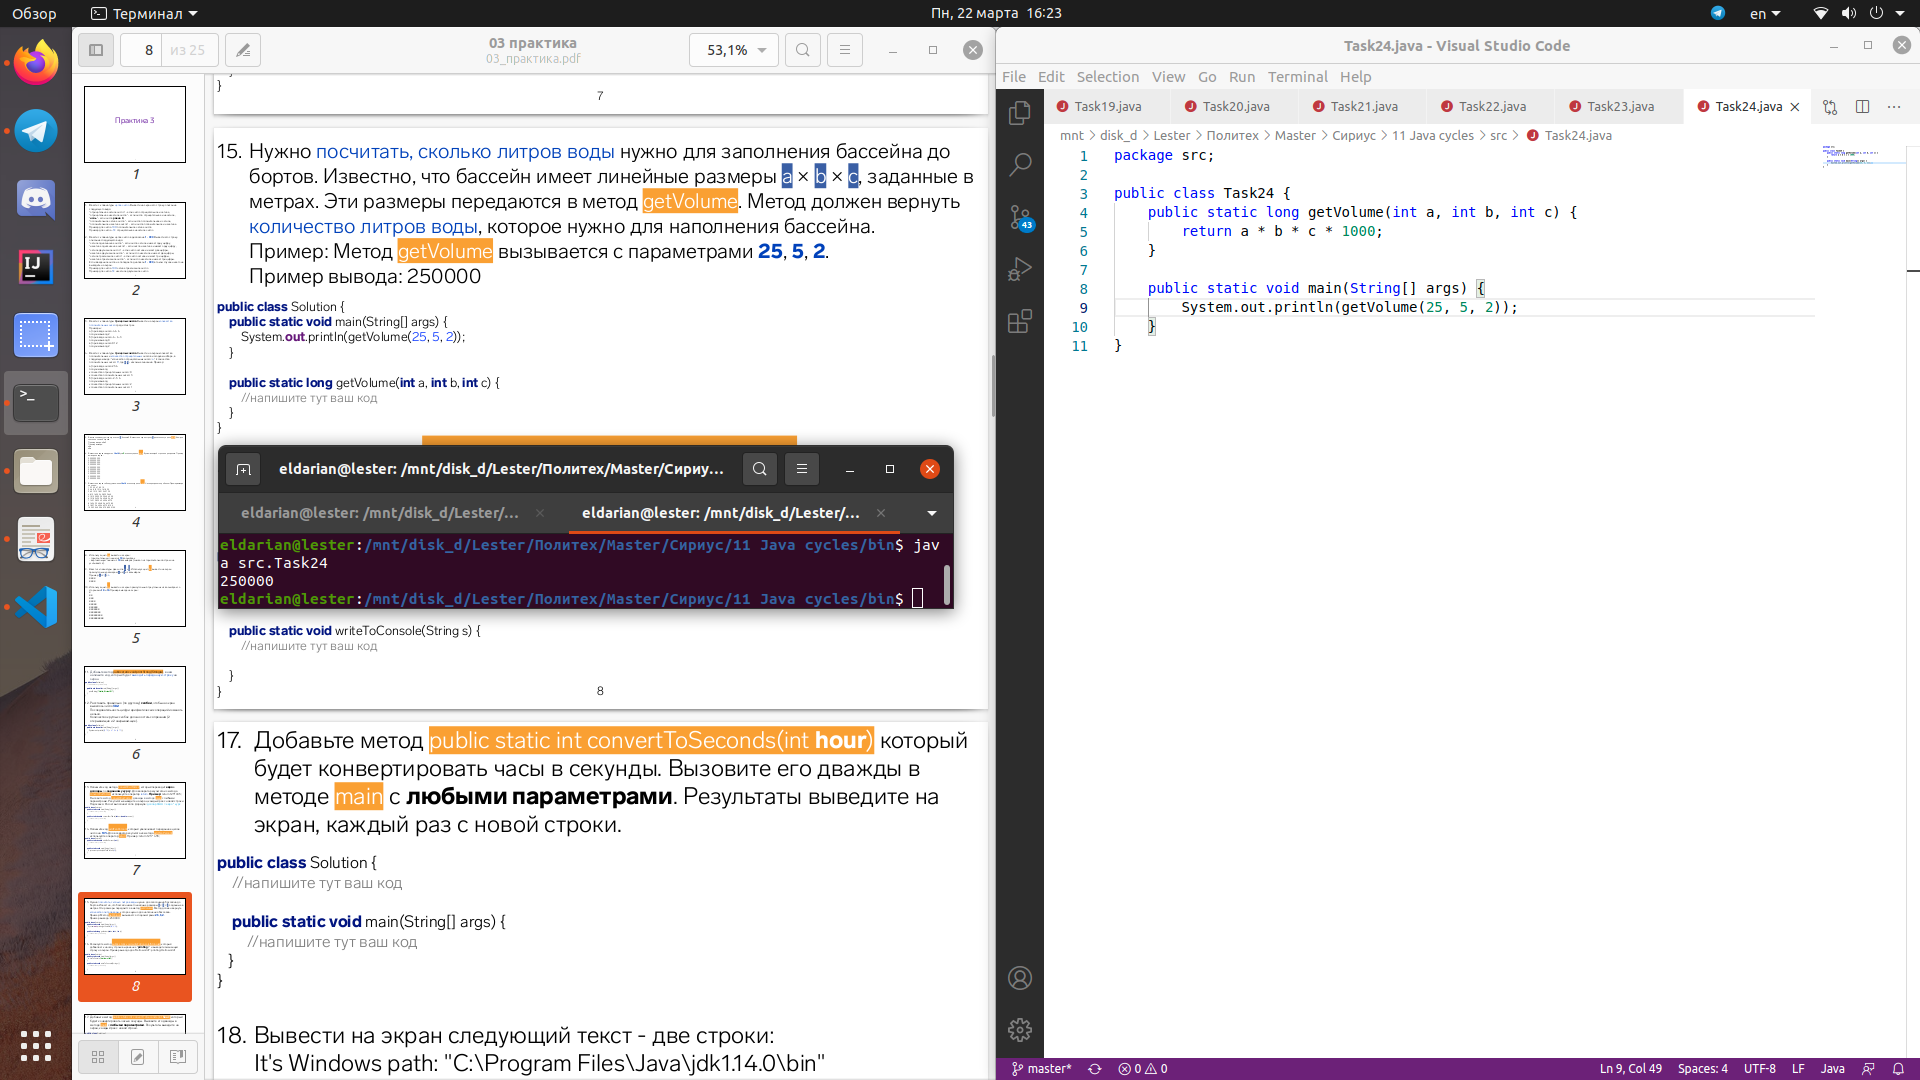 Обзор
Терминал
Пн, 22 марта 16:23
en
8
из 25
03 практика
03_практика.pdf
53,1%
Практика 3
1
2
3
4
5
6
7
8
}
7
15. Нужно посчитать, сколько литров воды нужно для заполнения бассейна до
бортов. Известно, что бассейн имеет линейные размеры a × b × c, заданные в
метрах. Эти размеры передаются в метод getVolume. Метод должен вернуть
количество литров воды, которое нужно для наполнения бассейна.
Пример: Метод getVolume вызывается с параметрами 25, 5, 2.
Пример вывода: 250000
public class Solution {
public static void main(String[] args) {
System.out.println(getVolume(25, 5, 2));
}
public static long getVolume(int a, int b, int c) {
//напишите тут ваш код
}
}
eldarian@lester: /mnt/disk_d/Lester/Политех/Master/Сириу...
eldarian@lester: /mnt/disk_d/Lester/...
eldarian@lester: /mnt/disk_d/Lester/...
eldarian@lester:/mnt/disk_d/Lester/Политех/Master/Сириус/11 Java cycles/bin$ jav
a src.Task24
250000
eldarian@lester:/mnt/disk_d/Lester/Политех/Master/Сириус/11 Java cycles/bin$
public static void writeToConsole(String s) {
//напишите тут ваш код
}
}
8
17. Добавьте метод public static int convertToSeconds(int hour) который
будет конвертировать часы в секунды. Вызовите его дважды в
методе main с любыми параметрами. Результаты выведите на
экран, каждый раз с новой строки.
public class Solution {
//напишите тут ваш код
public static void main(String[] args) {
//напишите тут ваш код
}
}
18. Вывести на экран следующий текст - две строки:
It's Windows path: "C:\Program Files\Java\jdk1.14.0\bin"
Task24.java - Visual Studio Code
File Edit Selection View Go Run Terminal Help
Task19.java
Task20.java
Task21.java
Task22.java
Task23.java
Task24.java
mnt > disk_d > Lester > Политех > Master > Сириус > 11 Java cycles > src > Task24.java
43
1 package src;
2
3 public class Task24 {
4 public static long getVolume(int a, int b, int c) {
5 return a * b * c * 1000;
6 }
7
8 public static void main(String[] args) {
9 System.out.println(getVolume(25, 5, 2));
10 }
11 }
master*
0 0
Ln 9, Col 49
Spaces: 4
UTF-8
LF
Java